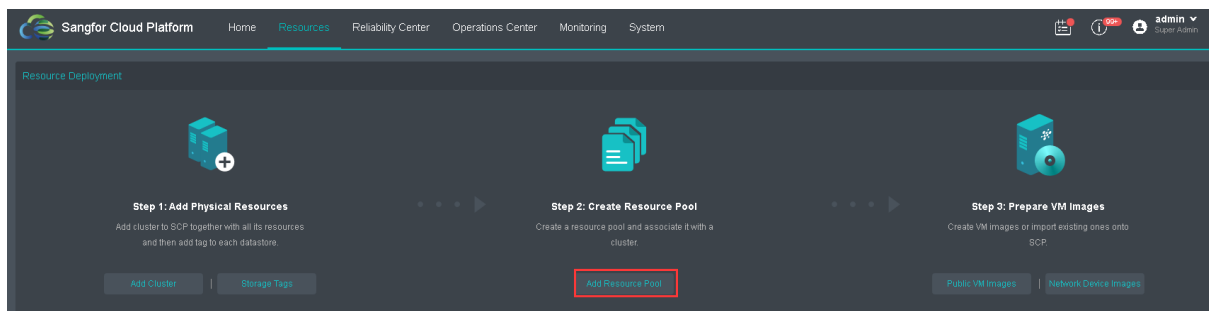 Sangfor Cloud Platform Home Resources Reliability Center Operations Center Monitoring System 99+ admin
Super Admin
Resource Deployment
Step 1: Add Physical Resources
Add cluster to SCP together with all its resources
and then add tag to each datastore.
Add Cluster | Storage Tags
Step 2: Create Resource Pool
Create a resource pool and associate it with a
cluster.
Add Resource Pool
Step 3: Prepare VM Images
Create VM images or import existing ones onto
SCP.
Public VM Images | Network Device Images